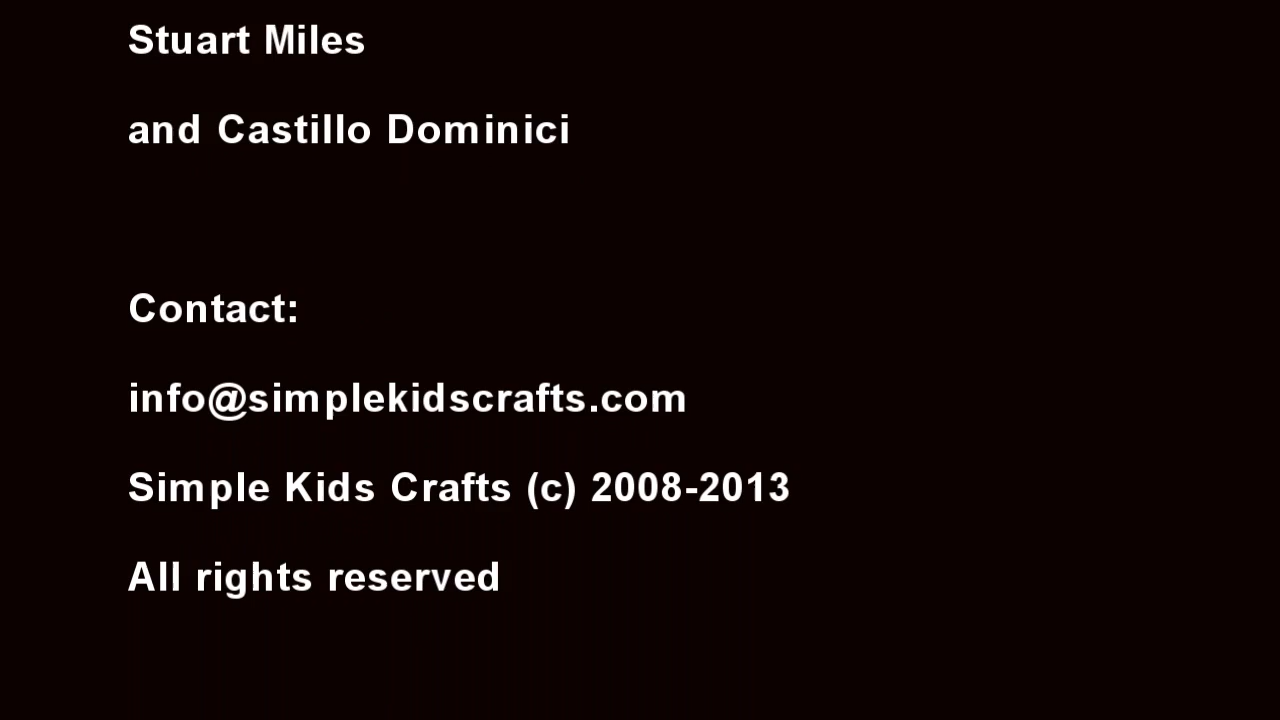 Stuart Miles
and Castillo Dominici
Contact:
info@simplekidscrafts.com
Simple Kids Crafts (c) 2008-2013
All rights reserved